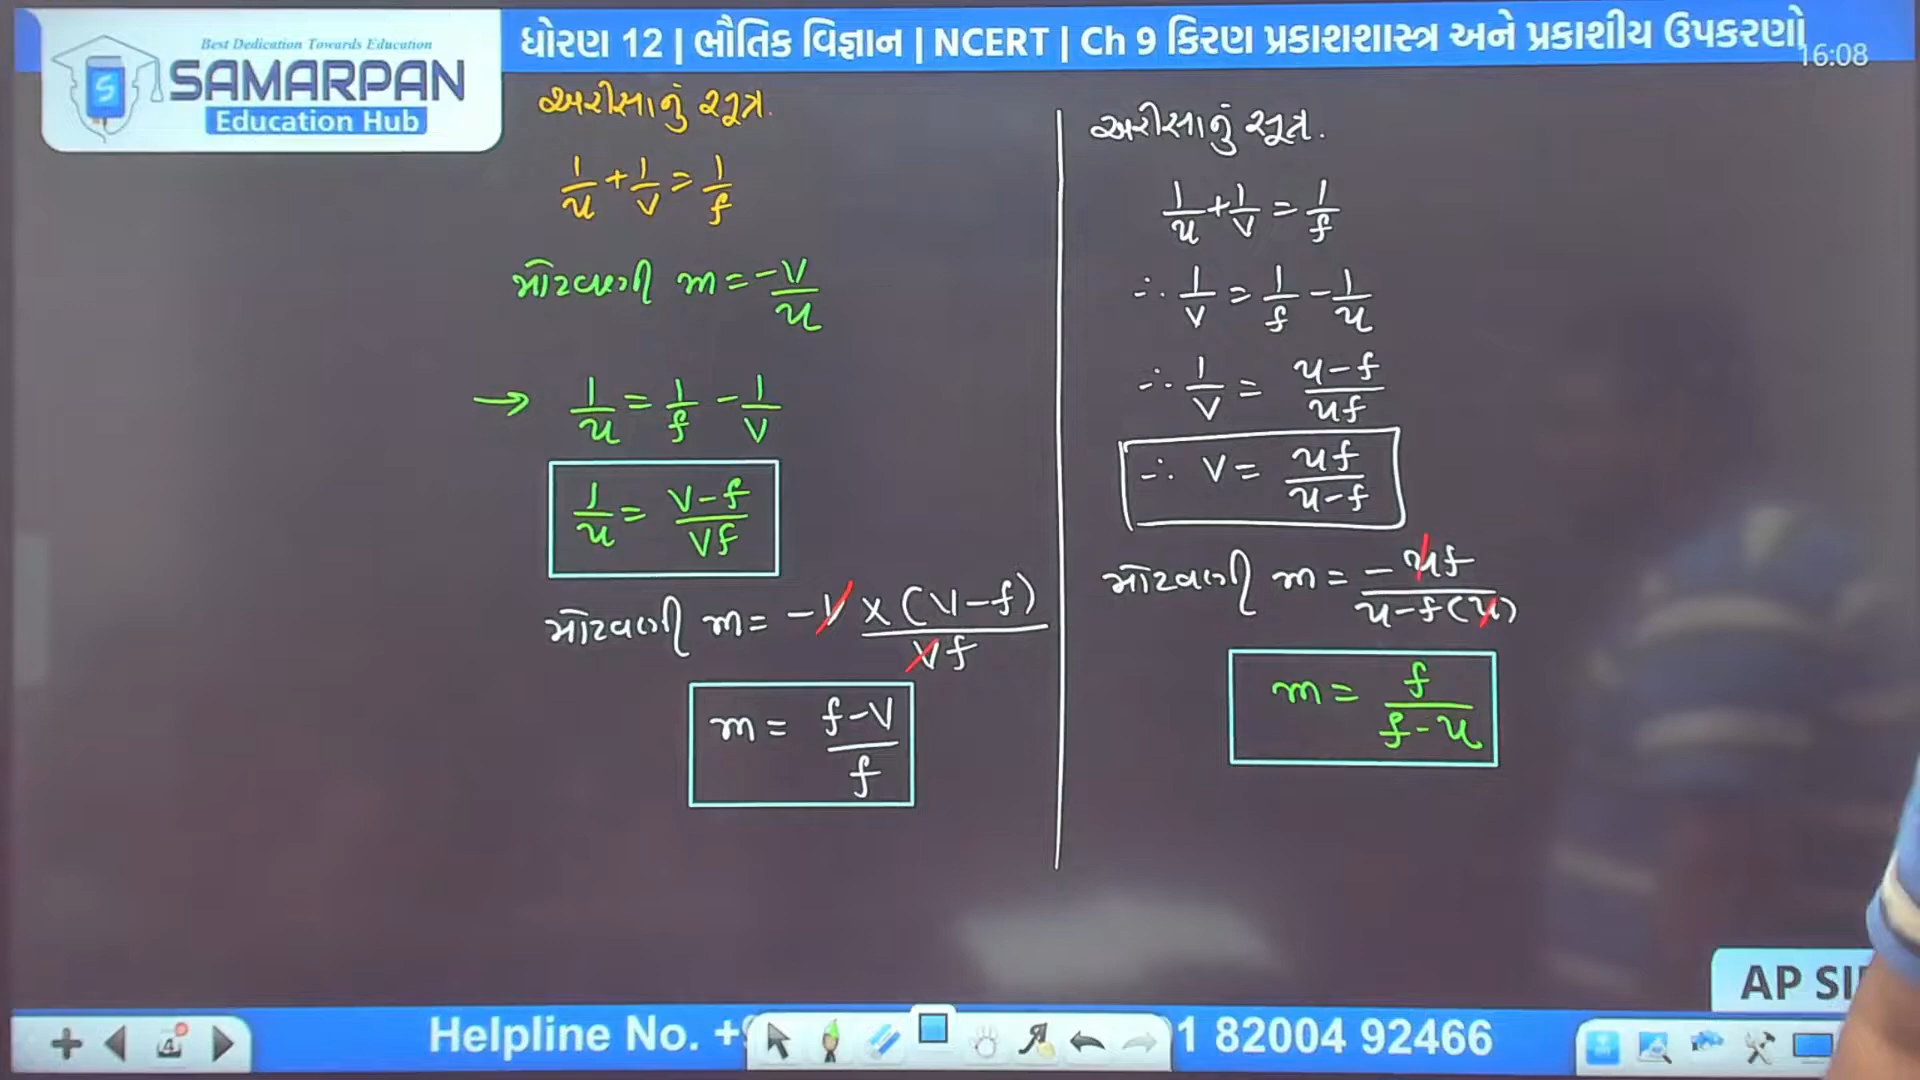 Best Dedication Towards Education
SAMARPAN
Education Hub
ધોરણ 12 | ભૌતિક વિજ્ઞાન | NCERT | Ch 9 કિરણ પ્રકાશશાસ્ત્ર અને પ્રકાશીય ઉપકરણો
16:08
અરીસાનું સૂત્ર.
1/u + 1/v = 1/f
મોટવણી m = -v/u
→ 1/u = 1/f - 1/v
1/u = (v-f)/vf
મોટવણી m = -v × (v-f)/vf
m = (f-v)/f
અરીસાનું સૂત્ર.
1/u + 1/v = 1/f
∴ 1/v = 1/f - 1/u
∴ 1/v = (u-f)/uf
∴ v = uf/(u-f)
મોટવણી m = -uf/u-f(u)
m = f/(f-u)
AP SI
Helpline No. +9
1 82004 92466